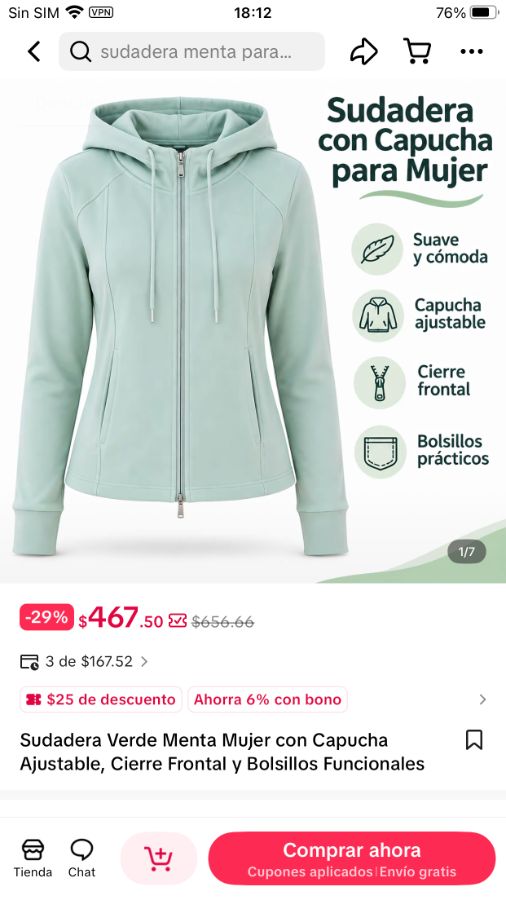 Sin SIM VPN 18:12 76%
sudadera menta para...
Sudadera
con Capucha
para Mujer
Suave
y cómoda
Capucha
ajustable
Cierre
frontal
Bolsillos
prácticos
1/7
-29% $467.50 $656.66
3 de $167.52
$25 de descuento Ahorra 6% con bono
Sudadera Verde Menta Mujer con Capucha
Ajustable, Cierre Frontal y Bolsillos Funcionales
Tienda Chat
Comprar ahora
Cupones aplicados | Envío gratis